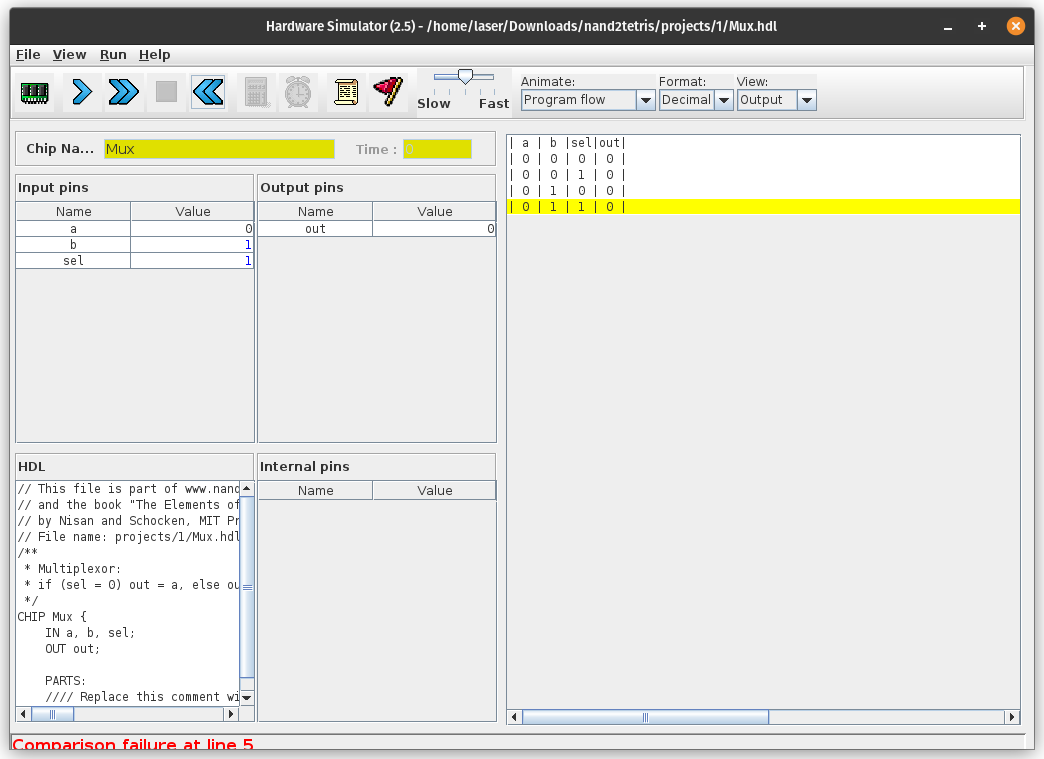 Hardware Simulator (2.5) - /home/laser/Downloads/nand2tetris/projects/1/Mux.hdl
File View Run Help
Slow Fast
Animate:
Program flow
Format:
Decimal
View:
Output
Chip Na... Mux Time : 0
Input pins
Name Value
a 0
b 1
sel 1
Output pins
Name Value
out 0
HDL
// This file is part of www.nand
// and the book "The Elements of
// by Nisan and Schocken, MIT Pr
// File name: projects/1/Mux.hdl
/**
* Multiplexor:
* if (sel = 0) out = a, else ou
*/
CHIP Mux {
IN a, b, sel;
OUT out;
PARTS:
//// Replace this comment wi
Internal pins
Name Value
| a | b |sel|out|
| 0 | 0 | 0 | 0 |
| 0 | 0 | 1 | 0 |
| 0 | 1 | 0 | 0 |
| 0 | 1 | 1 | 0 |
Comparison failure at line 5